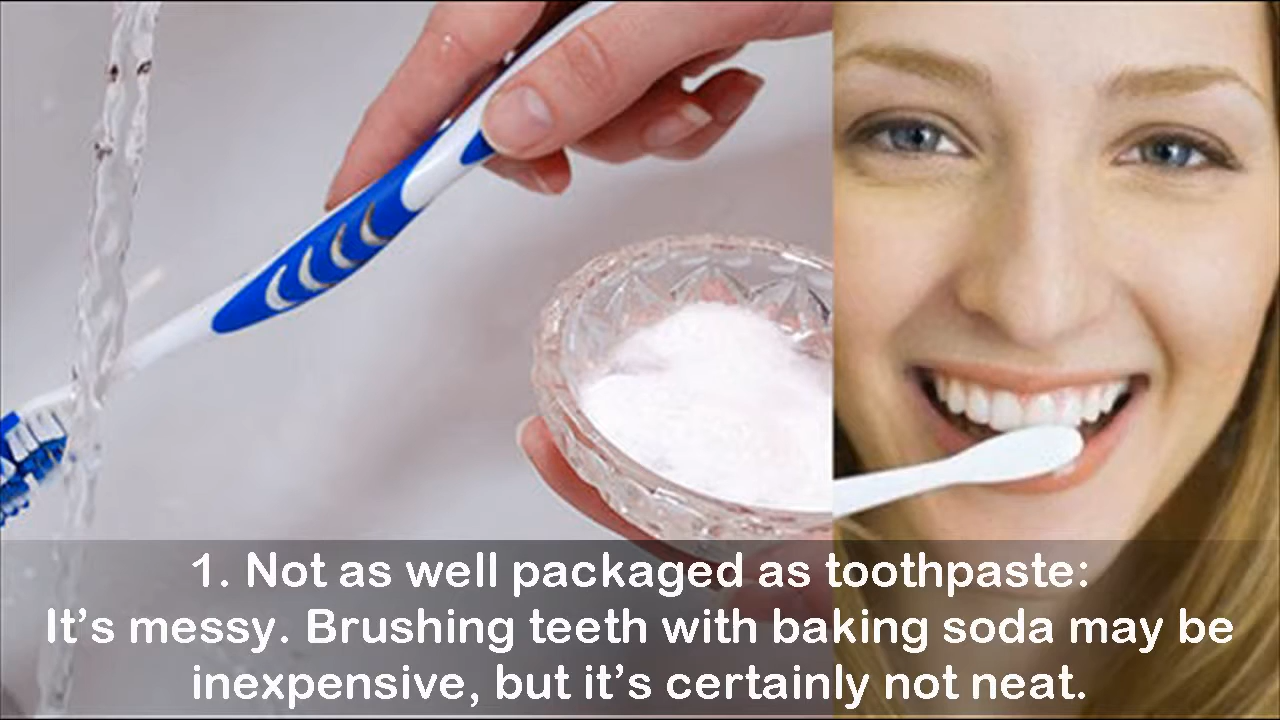 1. Not as well packaged as toothpaste:
It’s messy. Brushing teeth with baking soda may be
inexpensive, but it’s certainly not neat.